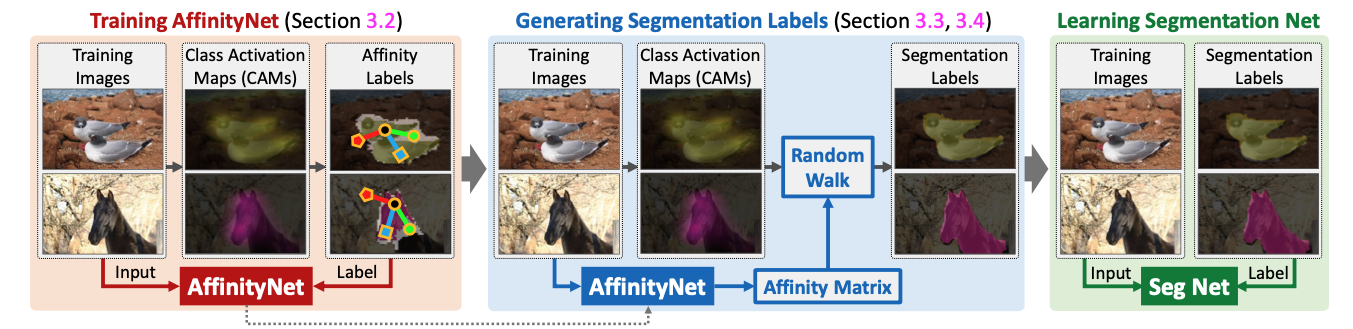 Training AffinityNet (Section 3.2)
Training
Images
Class Activation
Maps (CAMs)
Affinity
Labels
Input
Label
AffinityNet
Generating Segmentation Labels (Section 3.3, 3.4)
Training
Images
Class Activation
Maps (CAMs)
Random
Walk
Segmentation
Labels
AffinityNet
Affinity Matrix
Learning Segmentation Net
Training
Images
Segmentation
Labels
Input
Label
Seg Net